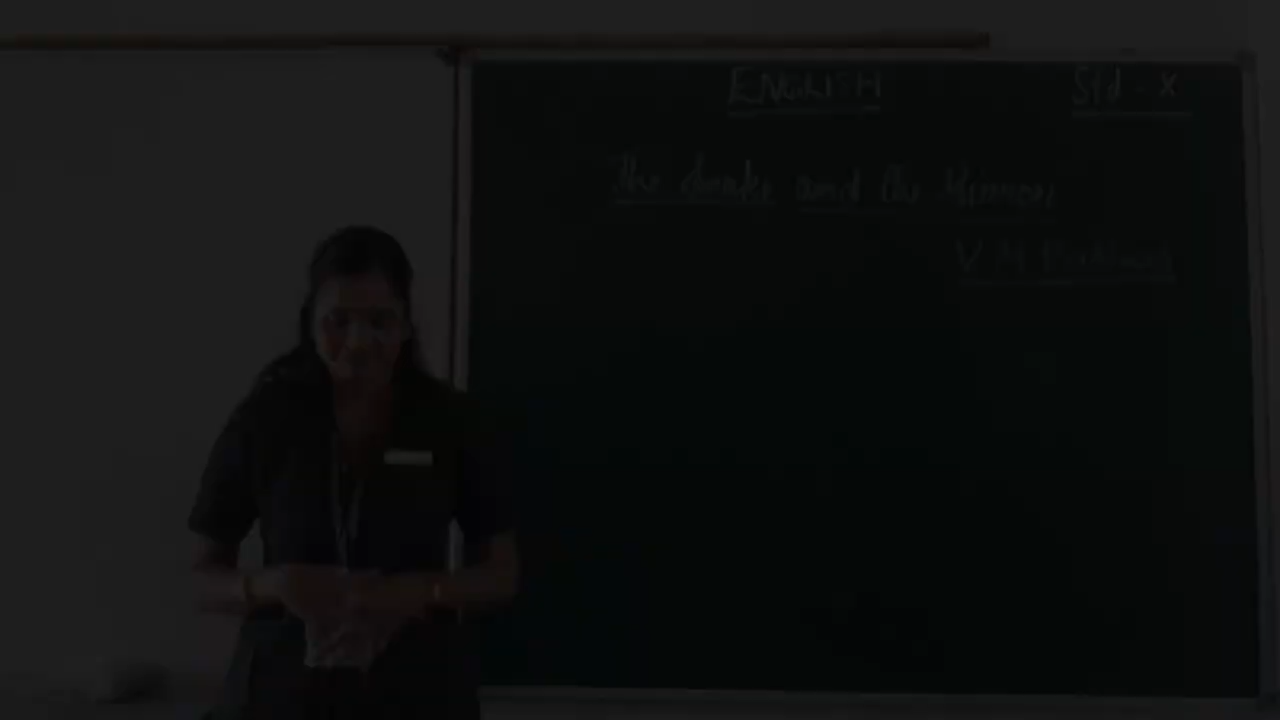 ENGLISH
Std - X
The Snake and the Mirror
V. M